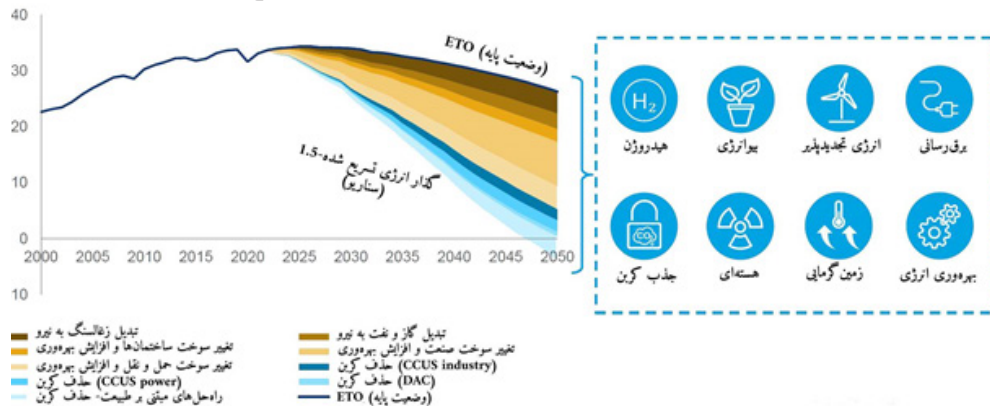 40
30
20
10
0
10
2000
2005
2010
2015
2020
2025
2030
2035
2040
2045
2050
ETO (وضعیت پایه)
گذار انرژی تسریع شده-1.5
(سناریو)
H₂
هیدروژن
بیوانرژی
انرژی تجدیدپذیر
برق‌رسانی
CO₂
جذب کربن
هسته‌ای
زمین گرمایی
بهره‌وری انرژی
تبدیل زغالسنگ به نیرو
تبدیل گاز و نفت به نیرو
تغییر سوخت ساختمان‌ها و افزایش بهره‌وری
تغییر سوخت صنعت و افزایش بهره‌وری
تغییر سوخت حمل و نقل و افزایش بهره‌وری
حذف کربن (CCUS industry)
حذف کربن (CCUS power)
حذف کربن (DAC)
راه‌حل‌های مبتنی بر طبیعت- حذف کربن
ETO (وضعیت پایه)